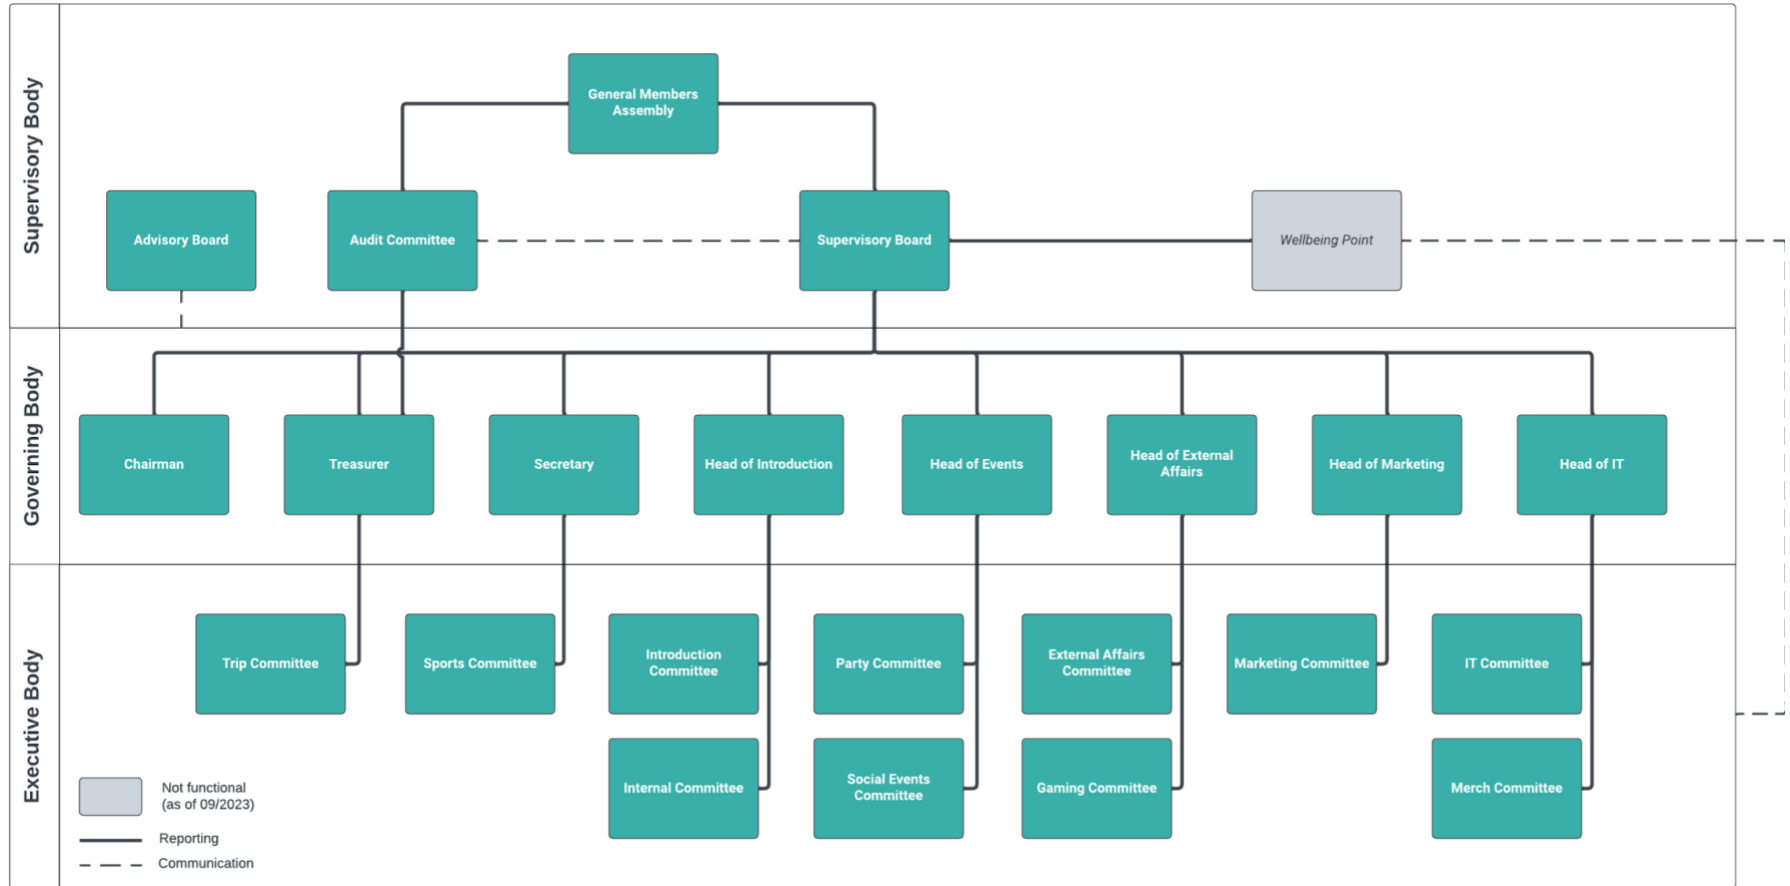 Supervisory Body
General Members
Assembly
Advisory Board
Audit Committee
Supervisory Board
Wellbeing Point
Governing Body
Chairman
Treasurer
Secretary
Head of Introduction
Head of Events
Head of External
Affairs
Head of Marketing
Head of IT
Executive Body
Trip Committee
Sports Committee
Introduction
Committee
Party Committee
External Affairs
Committee
Marketing Committee
IT Committee
Internal Committee
Social Events
Committee
Gaming Committee
Merch Committee
Not functional
(as of 09/2023)
Reporting
Communication